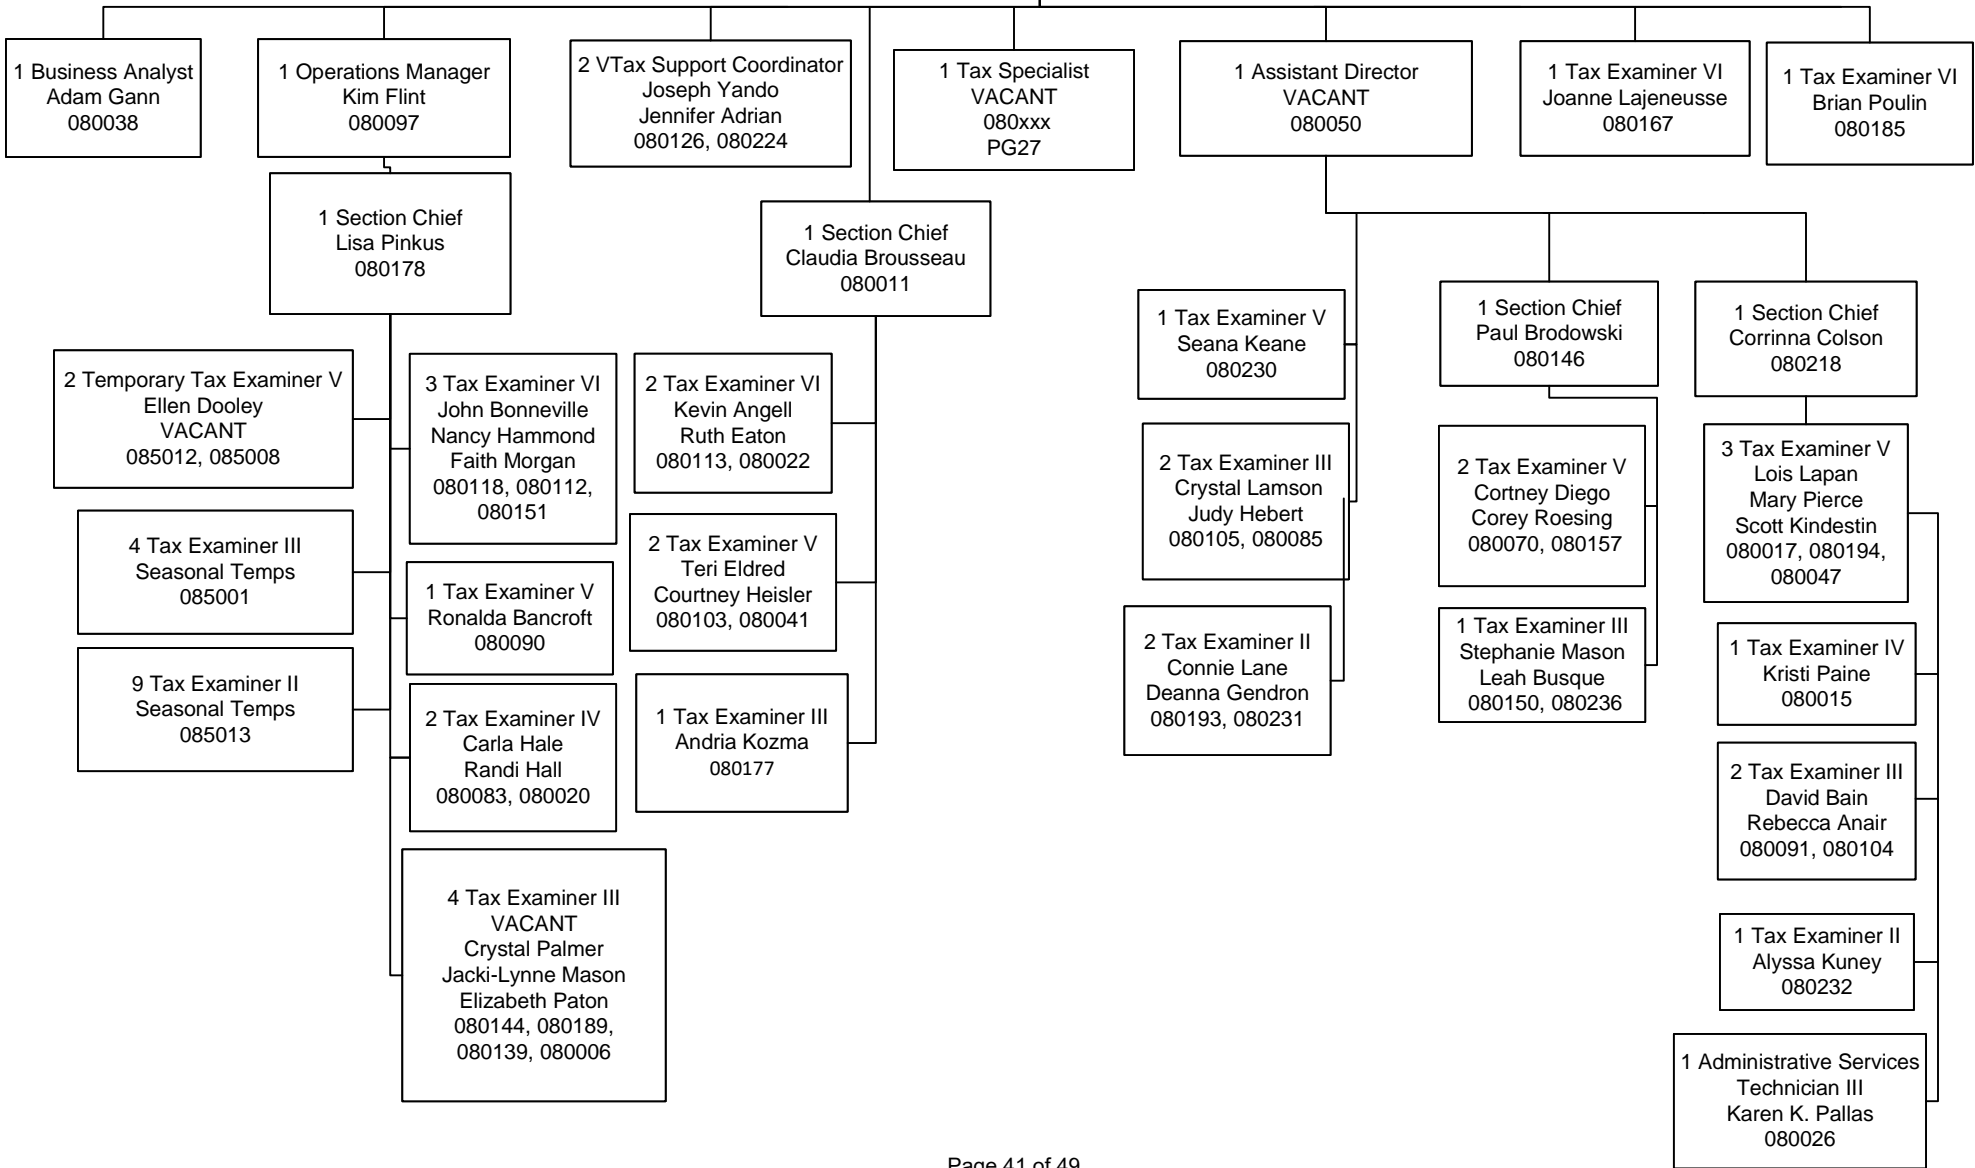 1 Business Analyst
Adam Gann
080038
1 Operations Manager
Kim Flint
080097
2 VTax Support Coordinator
Joseph Yando
Jennifer Adrian
080126, 080224
1 Tax Specialist
VACANT
080xxx
PG27
1 Assistant Director
VACANT
080050
1 Tax Examiner VI
Joanne Lajeneusse
080167
1 Tax Examiner VI
Brian Poulin
080185
1 Section Chief
Lisa Pinkus
080178
1 Section Chief
Claudia Brousseau
080011
2 Temporary Tax Examiner V
Ellen Dooley
VACANT
085012, 085008
4 Tax Examiner III
Seasonal Temps
085001
9 Tax Examiner II
Seasonal Temps
085013
3 Tax Examiner VI
John Bonneville
Nancy Hammond
Faith Morgan
080118, 080112,
080151
1 Tax Examiner V
Ronalda Bancroft
080090
2 Tax Examiner IV
Carla Hale
Randi Hall
080083, 080020
4 Tax Examiner III
VACANT
Crystal Palmer
Jacki-Lynne Mason
Elizabeth Paton
080144, 080189,
080139, 080006
2 Tax Examiner VI
Kevin Angell
Ruth Eaton
080113, 080022
2 Tax Examiner V
Teri Eldred
Courtney Heisler
080103, 080041
1 Tax Examiner III
Andria Kozma
080177
1 Tax Examiner V
Seana Keane
080230
2 Tax Examiner III
Crystal Lamson
Judy Hebert
080105, 080085
2 Tax Examiner II
Connie Lane
Deanna Gendron
080193, 080231
1 Section Chief
Paul Brodowski
080146
2 Tax Examiner V
Cortney Diego
Corey Roesing
080070, 080157
1 Tax Examiner III
Stephanie Mason
Leah Busque
080150, 080236
1 Section Chief
Corrinna Colson
080218
3 Tax Examiner V
Lois Lapan
Mary Pierce
Scott Kindestin
080017, 080194,
080047
1 Tax Examiner IV
Kristi Paine
080015
2 Tax Examiner III
David Bain
Rebecca Anair
080091, 080104
1 Tax Examiner II
Alyssa Kuney
080232
1 Administrative Services
Technician III
Karen K. Pallas
080026
Page 41 of 49